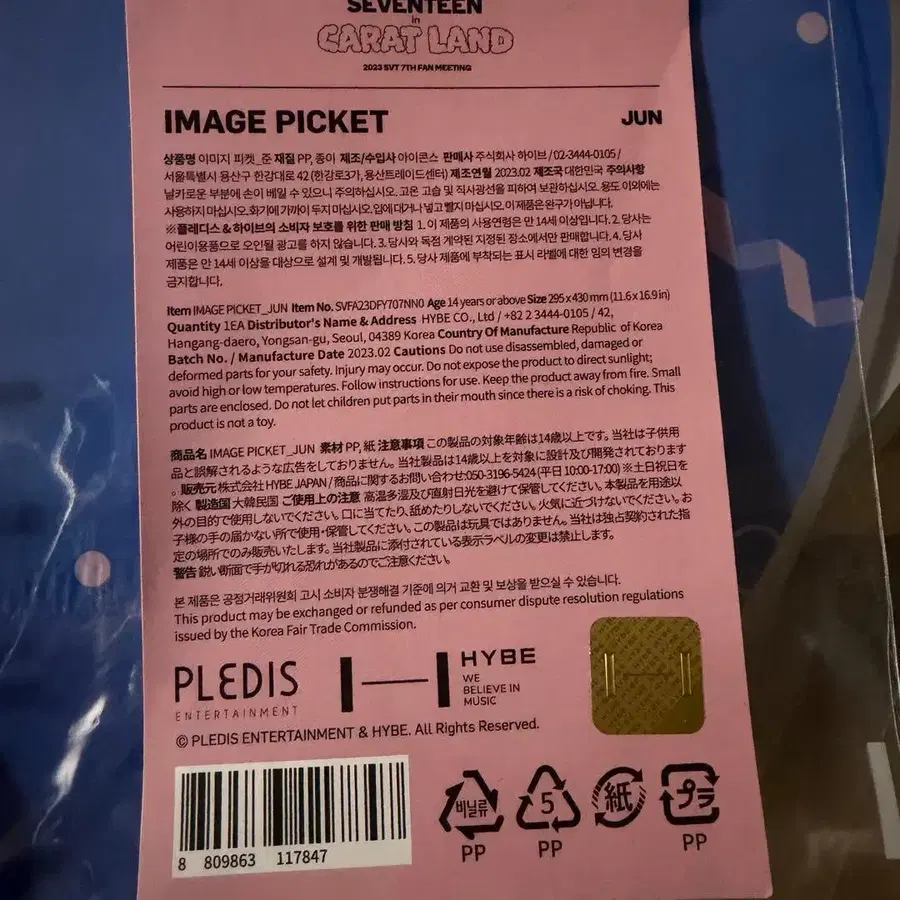 SEVENTEEN
in
CARAT LAND
2023 SVT 7TH FAN MEETING
IMAGE PICKET
JUN
상품명 이미지 피켓_준 재질 PP, 종이 제조/수입사 아이콘스 판매사 주식회사 하이브 / 02-3444-0105 /
서울특별시 용산구 한강대로 42 (한강로3가, 용산트레이드센터) 제조연월 2023.02 제조국 대한민국 주의사항
날카로운 부분에 손이 베일 수 있으니 주의하십시오. 고온 고습 및 직사광선을 피하여 보관하십시오. 용도 이외에는
사용하지 마십시오. 화기에 가까이 두지 마십시오. 입에 대거나 넣고 빨지 마십시오. 이 제품은 완구가 아닙니다.
※플레디스 & 하이브의 소비자 보호를 위한 판매 방침 1. 이 제품의 사용연령은 만 14세 이상입니다. 2. 당사는
어린이용품으로 오인될 광고를 하지 않습니다. 3. 당사와 독점 계약된 지정된 장소에서만 판매합니다. 4. 당사
제품은 만 14세 이상을 대상으로 설계 및 개발됩니다. 5. 당사 제품에 부착되는 표시 라벨에 대한 임의 변경을
금지합니다.
Item IMAGE PICKET_JUN Item No. SVFA23DFY707NN0 Age 14 years or above Size 295 x 430 mm (11.6 x 16.9 in)
Quantity 1EA Distributor's Name & Address HYBE CO., Ltd / +82 2 3444-0105 / 42,
Hangang-daero, Yongsan-gu, Seoul, 04389 Korea Country Of Manufacture Republic of Korea
Batch No. / Manufacture Date 2023.02 Cautions Do not use disassembled, damaged or
deformed parts for your safety. Injury may occur. Do not expose the product to direct sunlight;
avoid high or low temperatures. Follow instructions for use. Keep the product away from fire. Small
parts are enclosed. Do not let children put parts in their mouth since there is a risk of choking. This
product is not a toy.
商品名 IMAGE PICKET_JUN 素材 PP, 紙 注意事項 この製品の対象年齢は14歳以上です。当社は子供用
品と誤解されるような広告をしておりません。当社製品は14歳以上を対象に設計及び開発されております
。販売元 株式会社 HYBE JAPAN / 商品に関するお問い合わせ:050-3196-5424 (平日 10:00-17:00) ※土日祝日を
除く 製造国 大韓民国 ご使用上の注意 高温多湿及び直射日光を避けて保管してください。本製品を用途以
外の目的で使用しないでください。口に当てたり、舐めたりしないでください。火気に近づけないでください。お
子様の手の届かない所で使用・保管してください。この製品は玩具ではありません。当社は独占契約された指
定の場所でのみ販売いたします。当社製品に添付されている表示ラベルの変更は禁止します。
警告 鋭い断面で手が切れる恐れがあるのでご注意ください。
본 제품은 공정거래위원회 고시 소비자 분쟁해결 기준에 의거 교환 및 보상을 받으실 수 있습니다.
This product may be exchanged or refunded as per consumer dispute resolution regulations
issued by the Korea Fair Trade Commission.
PLEDIS
ENTERTAINMENT
HYBE
WE
BELIEVE IN
MUSIC
© PLEDIS ENTERTAINMENT & HYBE. All Rights Reserved.
8 809863 117847
비닐류
PP
5
PP
紙
プラ
PP